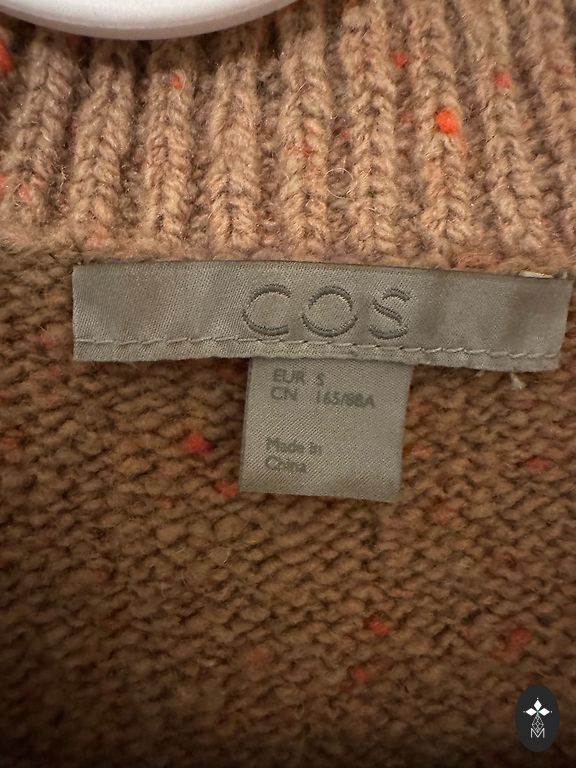 COS
EUR S
CN 165/88A
Made in
China
M